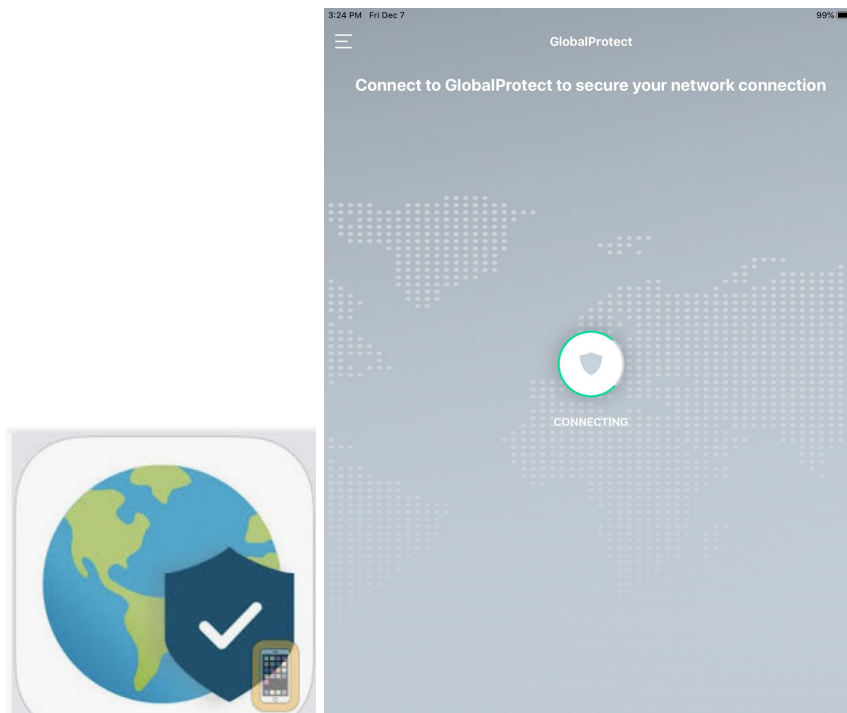 3:24 PM Fri Dec 7
99%
GlobalProtect
Connect to GlobalProtect to secure your network connection
CONNECTING